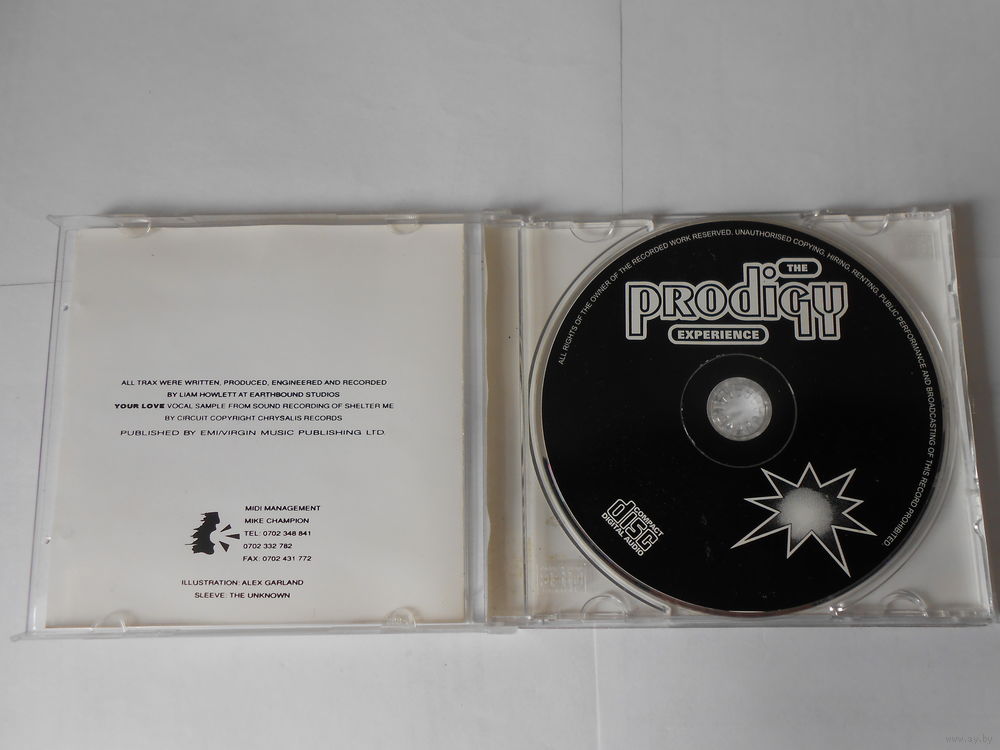 ALL TRAX WERE WRITTEN, PRODUCED, ENGINEERED AND RECORDED
BY LIAM HOWLETT AT EARTHBOUND STUDIOS
YOUR LOVE VOCAL SAMPLE FROM SOUND RECORDING OF SHELTER ME
BY CIRCUIT COPYRIGHT CHRYSALIS RECORDS
PUBLISHED BY EMI/VIRGIN MUSIC PUBLISHING LTD.
MIDI MANAGEMENT
MIKE CHAMPION
TEL: 0702 348 841
0702 332 782
FAX: 0702 431 772
ILLUSTRATION: ALEX GARLAND
SLEEVE: THE UNKNOWN
ALL RIGHTS OF THE OWNER OF THE RECORDED WORK RESERVED. UNAUTHORISED COPYING, HIRING, RENTING, PUBLIC PERFORMANCE AND BROADCASTING OF THIS RECORD PROHIBITED.
THE
PRODIGY
EXPERIENCE
COMPACT
disc
DIGITAL AUDIO
www.ay.by